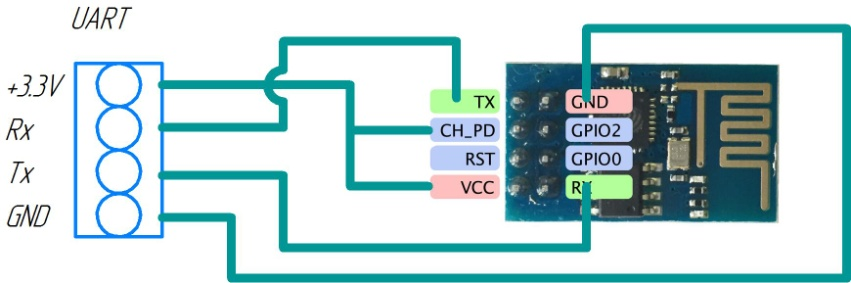 UART
+3.3V
Rx
Tx
GND
TX
CH_PD
RST
VCC
GND
GPIO2
GPIO0
RX